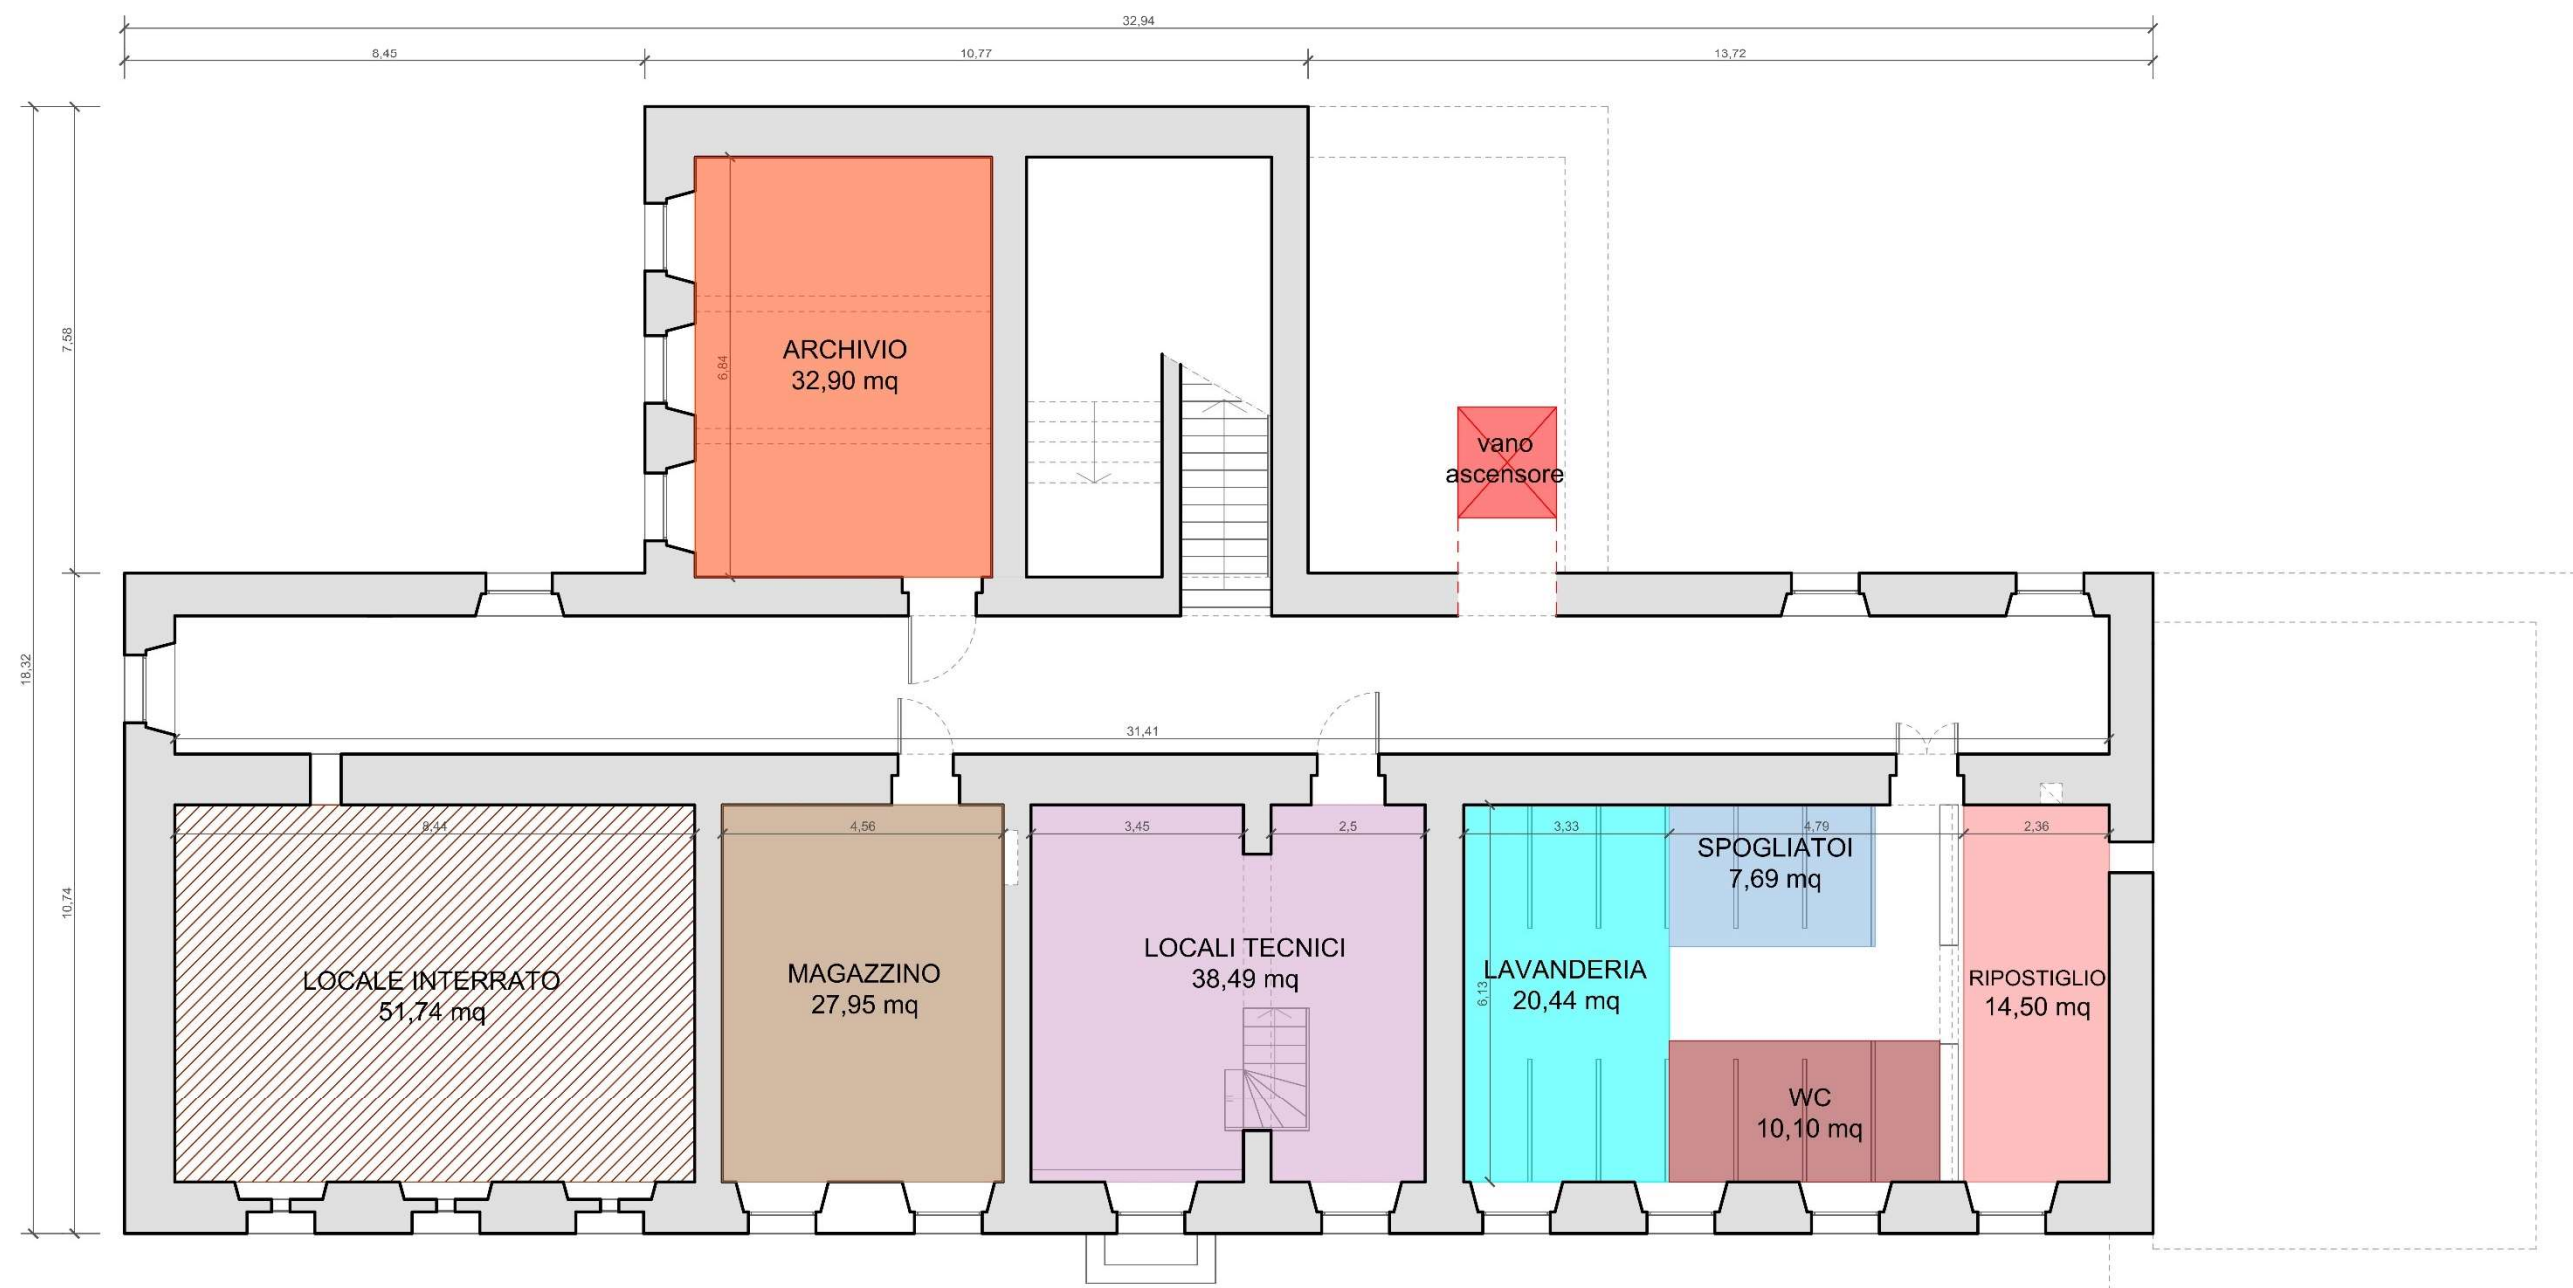 32,94
8,45
10,77
13,72
7,58
18,32
10,74
6,84
ARCHIVIO
32,90 mq
vano
ascensore
31,41
8,44
4,56
3,45
2,5
3,33
4,79
2,36
SPOGLIATOI
7,69 mq
LOCALE INTERRATO
51,74 mq
MAGAZZINO
27,95 mq
LOCALI TECNICI
38,49 mq
6,13
LAVANDERIA
20,44 mq
RIPOSTIGLIO
14,50 mq
WC
10,10 mq